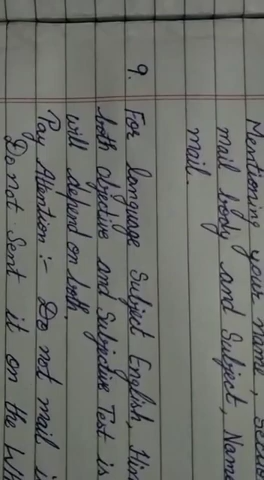 Mentioning your name,
mail body and Subject, Name
mail.
9. For language Subject English,
both objective and Subjective Test is
will depend on both.
Pay Attention :- Do not mail
Do not Sent it on the